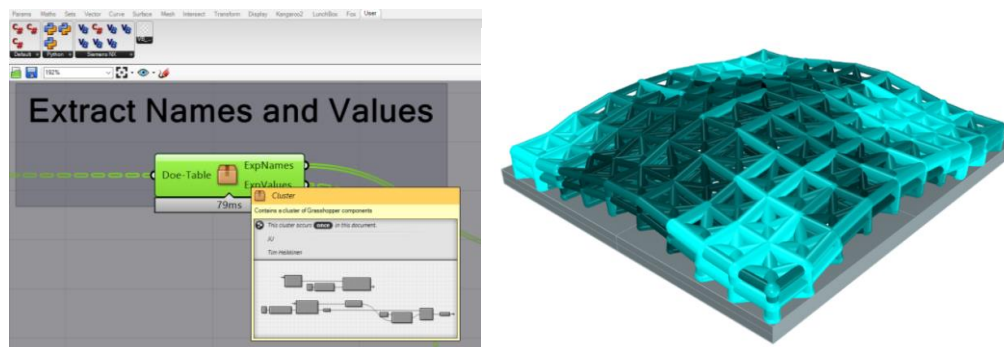 Params Maths Sets Vector Curve Surface Mesh Intersect Transform Display Kangaroo2 LunchBox Fox User
Default Python Siemens NX
192%
Extract Names and Values
Doe-Table
ExpNames
ExpValues
79ms
Cluster
Contains a cluster of Grasshopper components
This cluster occurs once in this document.
JU